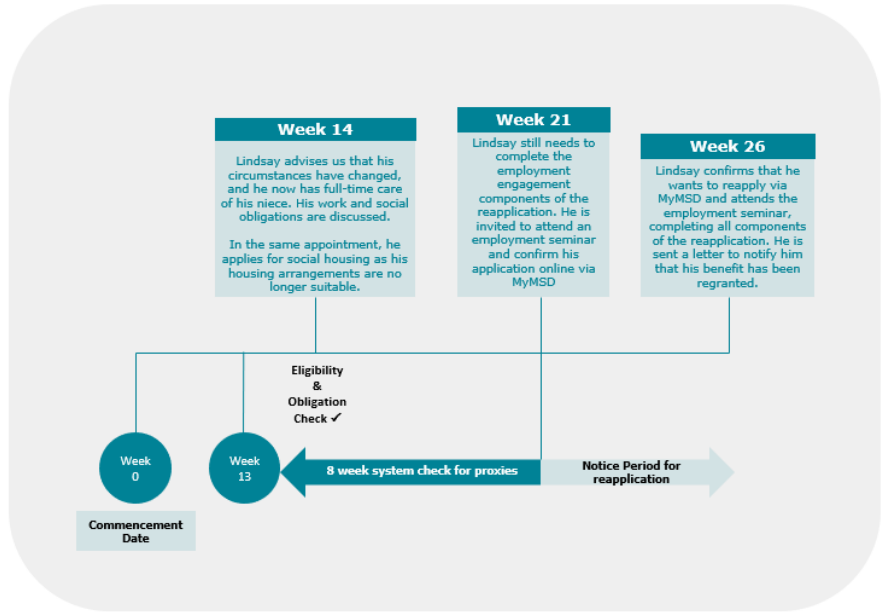 Week 14
Lindsay advises us that his
circumstances have changed,
and he now has full-time care
of his niece. His work and social
obligations are discussed.
In the same appointment, he
applies for social housing as his
housing arrangements are no
longer suitable.
Week 21
Lindsay still needs to
complete the
employment
engagement
components of the
reapplication. He is
invited to attend an
employment seminar
and confirm his
application online via
MyMSD
Week 26
Lindsay confirms that he
wants to reapply via
MyMSD and attends the
employment seminar,
completing all components
of the reapplication. He is
sent a letter to notify him
that his benefit has been
regranted.
Eligibility
&
Obligation
Check ✓
Week
0
Week
13
8 week system check for proxies
Notice Period for
reapplication
Commencement
Date